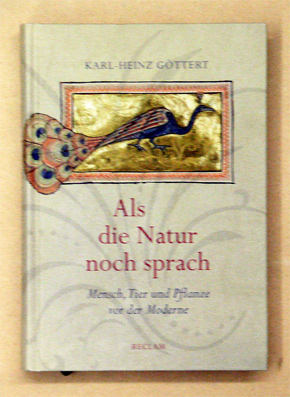 KARL-HEINZ GÖTTERT
Als
die Natur
noch sprach
Mensch, Tier und Pflanze
vor der Moderne
RECLAM